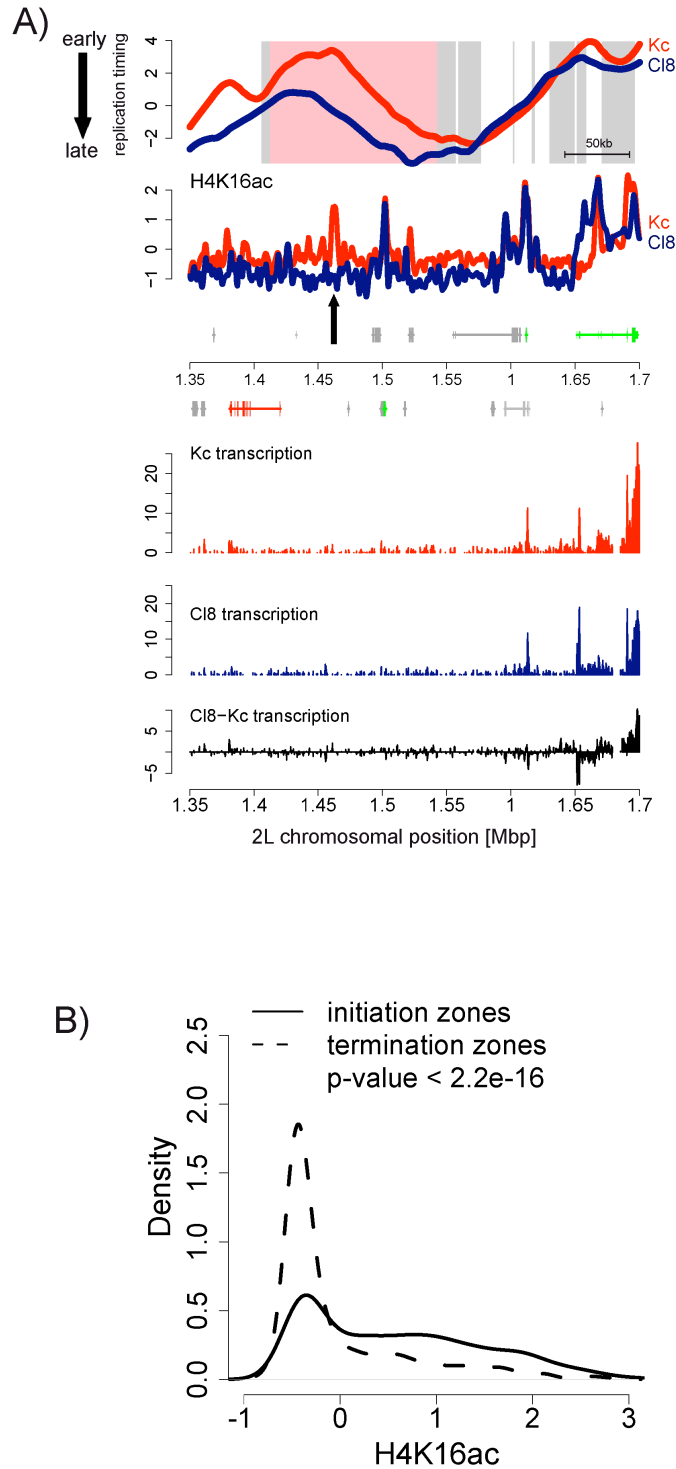 A)
early
late
replication timing
4
2
0
−2
Kc
Cl8
50kb
H4K16ac
2
1
0
−1
Kc
Cl8
1.35 1.4 1.45 1.5 1.55 1 1.65 1.7
Kc transcription
20
10
0
Cl8 transcription
20
10
0
Cl8−Kc transcription
5
−5
1.35 1.4 1.45 1.5 1.55 1 1.65 1.7
2L chromosomal position [Mbp]
B)
initiation zones
termination zones
p-value < 2.2e-16
Density
2.5
2.0
1.5
1.0
0.5
0.0
-1 0 1 2 3
H4K16ac